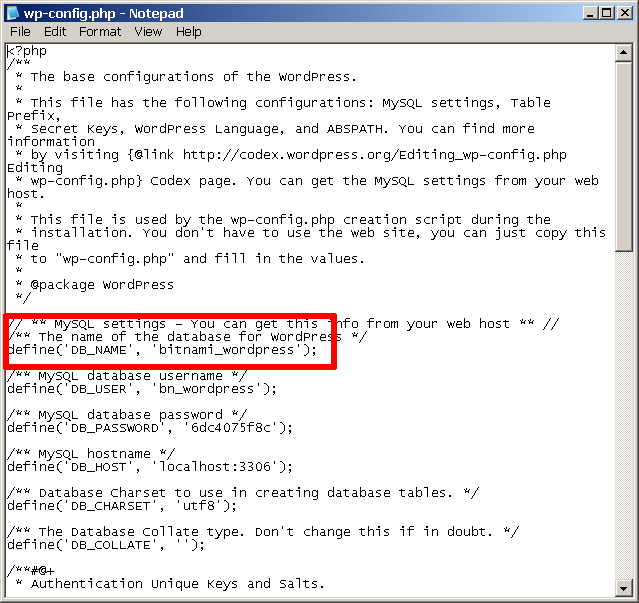 wp-config.php - Notepad
File Edit Format View Help
<?php
/**
 * The base configurations of the WordPress.
 *
 * This file has the following configurations: MySQL settings, Table
Prefix,
 * Secret Keys, WordPress Language, and ABSPATH. You can find more
information
 * by visiting {@link http://codex.wordpress.org/Editing_wp-config.php
Editing
 * wp-config.php} Codex page. You can get the MySQL settings from your web
host.
 *
 * This file is used by the wp-config.php creation script during the
 * installation. You don't have to use the web site, you can just copy this
file
 * to "wp-config.php" and fill in the values.
 *
 * @package WordPress
 */
// ** MySQL settings - You can get this info from your web host ** //
/** The name of the database for WordPress */
define('DB_NAME', 'bitnami_wordpress');
/** MySQL database username */
define('DB_USER', 'bn_wordpress');
/** MySQL database password */
define('DB_PASSWORD', '6dc4075f8c');
/** MySQL hostname */
define('DB_HOST', 'localhost:3306');
/** Database Charset to use in creating database tables. */
define('DB_CHARSET', 'utf8');
/** The Database Collate type. Don't change this if in doubt. */
define('DB_COLLATE', '');
/**#@+
 * Authentication Unique Keys and Salts.